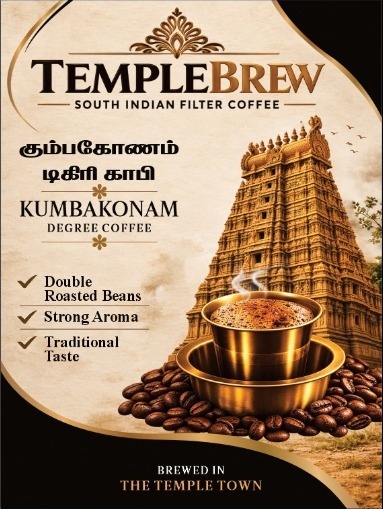 TEMPLEBREW
SOUTH INDIAN FILTER COFFEE
கும்பகோணம்
டிகிரி காபி
KUMBAKONAM
DEGREE COFFEE
Double
Roasted Beans
Strong Aroma
Traditional
Taste
BREWED IN
THE TEMPLE TOWN